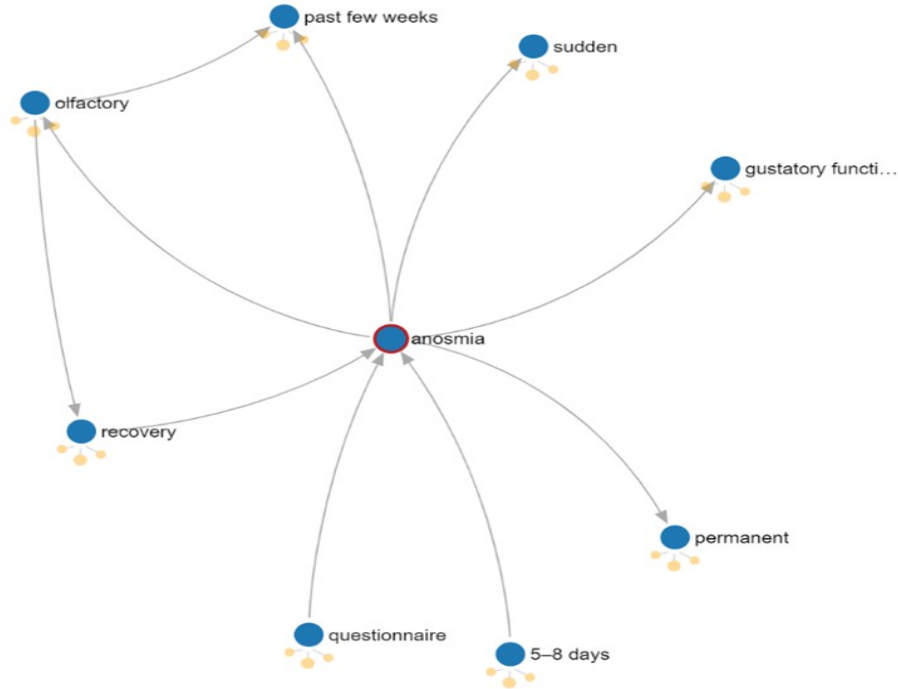 past few weeks
sudden
olfactory
gustatory functi...
anosmia
recovery
permanent
questionnaire
5–8 days